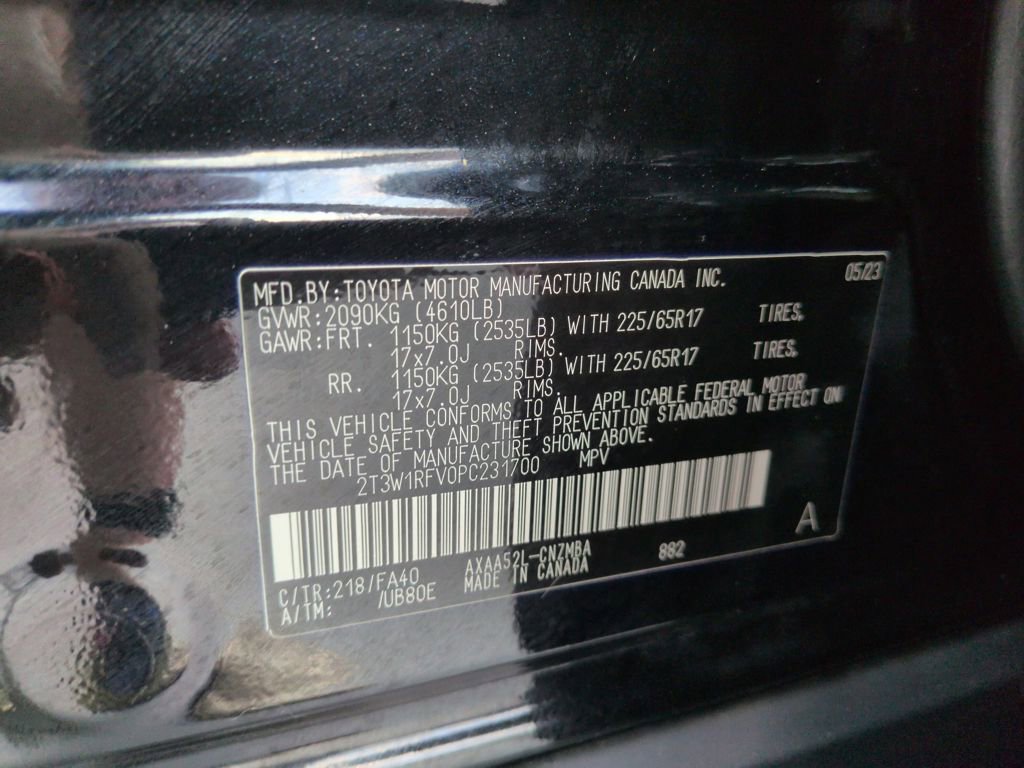 05/23
MFD.BY:TOYOTA MOTOR MANUFACTURING CANADA INC.
GVWR:2090KG (4610LB)
GAWR:FRT. 1150KG (2535LB) WITH 225/65R17 TIRES,
17x7.0J RIMS.
RR. 1150KG (2535LB) WITH 225/65R17 TIRES,
17x7.0J RIMS.
THIS VEHICLE CONFORMS TO ALL APPLICABLE FEDERAL MOTOR
VEHICLE SAFETY AND THEFT PREVENTION STANDARDS IN EFFECT ON
THE DATE OF MANUFACTURE SHOWN ABOVE.
2T3W1RFV0PC231700 MPV
A
C/TR:218/FA40 AXAA52L-CNZMBA 882
A/TM: /UB80E MADE IN CANADA